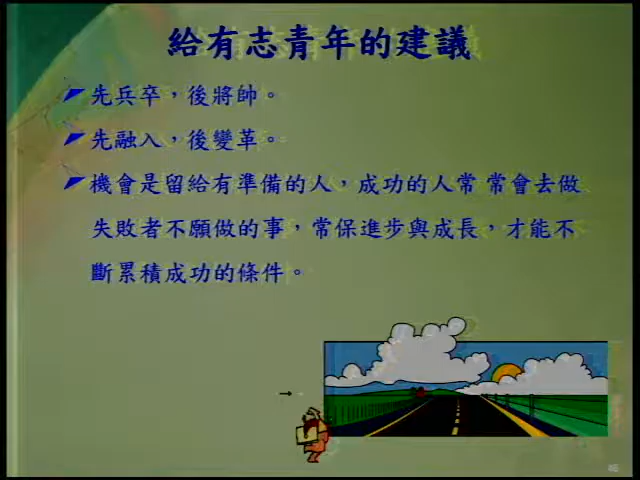 給有志青年的建議
先兵卒，後將帥。
先融入，後變革。
機會是留給有準備的人，成功的人常 常會去做
失敗者不願做的事，常保進步與成長，才能不
斷累積成功的條件。